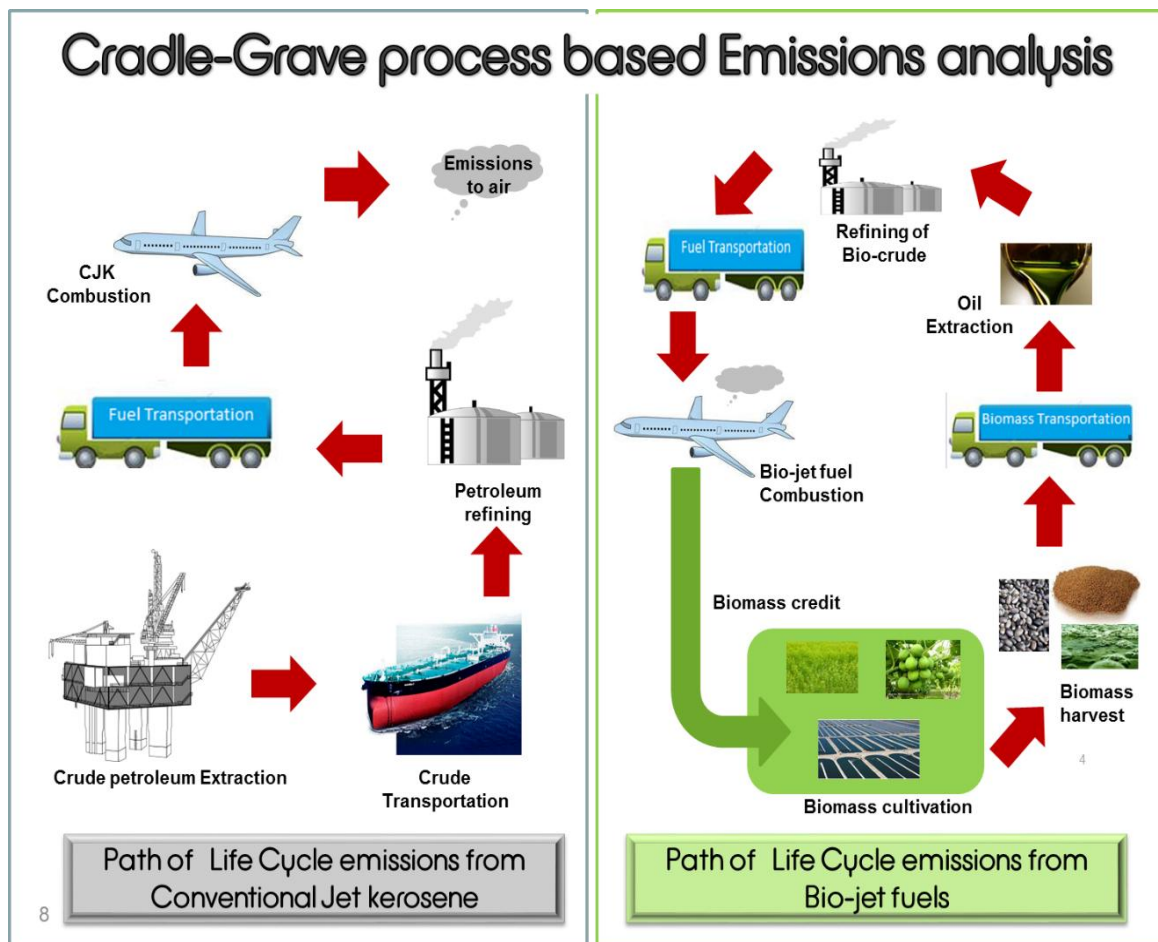 Cradle-Grave process based Emissions analysis
Emissions
to air
CJK
Combustion
Fuel Transportation
Petroleum
refining
Crude petroleum Extraction
Crude
Transportation
Path of Life Cycle emissions from
Conventional Jet kerosene
8
Refining of
Bio-crude
Fuel Transportation
Oil
Extraction
Biomass Transportation
Bio-jet fuel
Combustion
Biomass credit
Biomass
harvest
4
Biomass cultivation
Path of Life Cycle emissions from
Bio-jet fuels